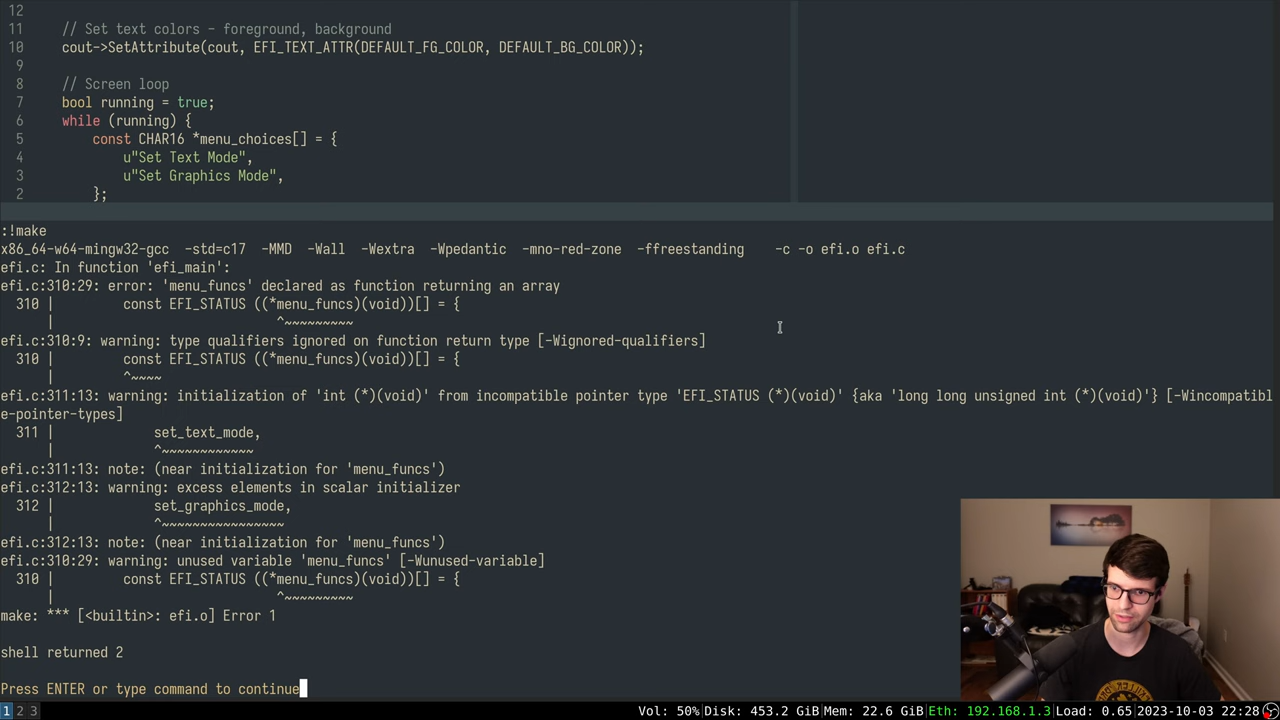 12
11 // Set text colors - foreground, background
10 cout->SetAttribute(cout, EFI_TEXT_ATTR(DEFAULT_FG_COLOR, DEFAULT_BG_COLOR));
9
8 // Screen loop
7 bool running = true;
6 while (running) {
5 const CHAR16 *menu_choices[] = {
4 u"Set Text Mode",
3 u"Set Graphics Mode",
2 };
:!make
x86_64-w64-mingw32-gcc -std=c17 -MMD -Wall -Wextra -Wpedantic -mno-red-zone -ffreestanding -c -o efi.o efi.c
efi.c: In function 'efi_main':
efi.c:310:29: error: 'menu_funcs' declared as function returning an array
310 | const EFI_STATUS ((*menu_funcs)(void))[] = {
| ^~~~~~~~~~
efi.c:310:9: warning: type qualifiers ignored on function return type [-Wignored-qualifiers]
310 | const EFI_STATUS ((*menu_funcs)(void))[] = {
| ^~~~~
efi.c:311:13: warning: initialization of 'int (*)(void)' from incompatible pointer type 'EFI_STATUS (*)(void)' {aka 'long long unsigned int (*)(void)'} [-Wincompatibl
e-pointer-types]
311 | set_text_mode,
| ^~~~~~~~~~~~~
efi.c:311:13: note: (near initialization for 'menu_funcs')
efi.c:312:13: warning: excess elements in scalar initializer
312 | set_graphics_mode,
| ^~~~~~~~~~~~~~~~~
efi.c:312:13: note: (near initialization for 'menu_funcs')
efi.c:310:29: warning: unused variable 'menu_funcs' [-Wunused-variable]
310 | const EFI_STATUS ((*menu_funcs)(void))[] = {
| ^~~~~~~~~~
make: *** [<builtin>: efi.o] Error 1
shell returned 2
Press ENTER or type command to continue
1 2 3 Vol: 50%|Disk: 453.2 GiB|Mem: 22.6 GiB|Eth: 192.168.1.3|Load: 0.65|2023-10-03 22:28